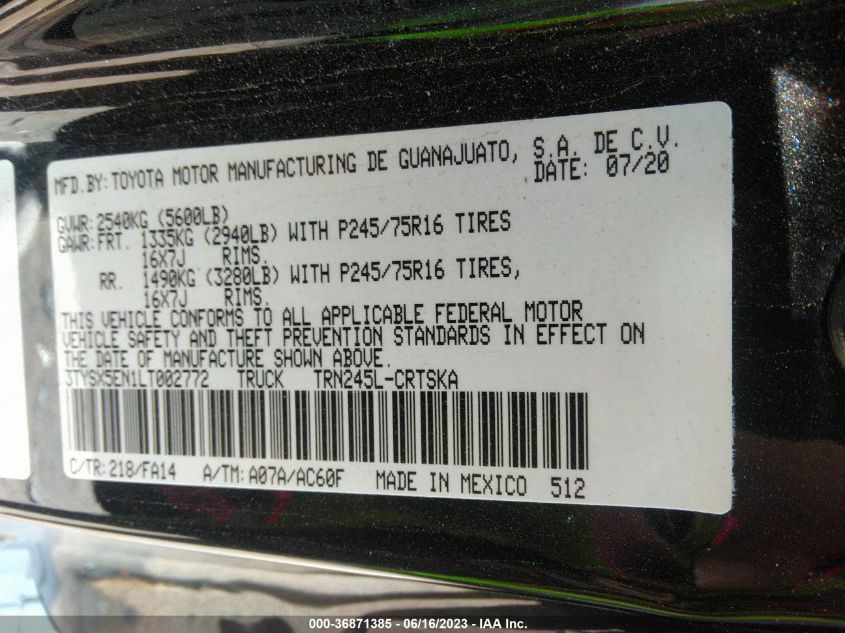 MFD.BY:TOYOTA MOTOR MANUFACTURING DE GUANAJUATO, S.A. DE C.V.
DATE: 07/20
GVWR:2540KG (5600LB)
GAWR:FRT. 1335KG (2940LB) WITH P245/75R16 TIRES
16X7J RIMS.
RR. 1490KG (3280LB) WITH P245/75R16 TIRES,
16X7J RIMS.
THIS VEHICLE CONFORMS TO ALL APPLICABLE FEDERAL MOTOR
VEHICLE SAFETY AND THEFT PREVENTION STANDARDS IN EFFECT ON
THE DATE OF MANUFACTURE SHOWN ABOVE.
3TYSX5EN1LT002772 TRUCK TRN245L-CRTSKA
C/TR:218/FA14 A/TM:A07A/AC60F MADE IN MEXICO 512
000-36871385 - 06/16/2023 - IAA Inc.